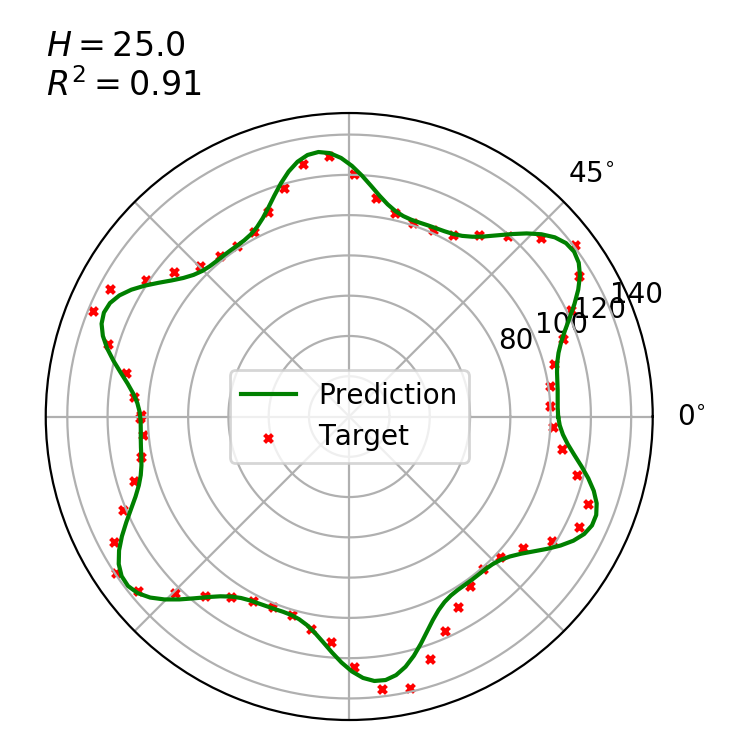 H = 25.0
R² = 0.91
45°
140
120
100
80
0°
Prediction
Target